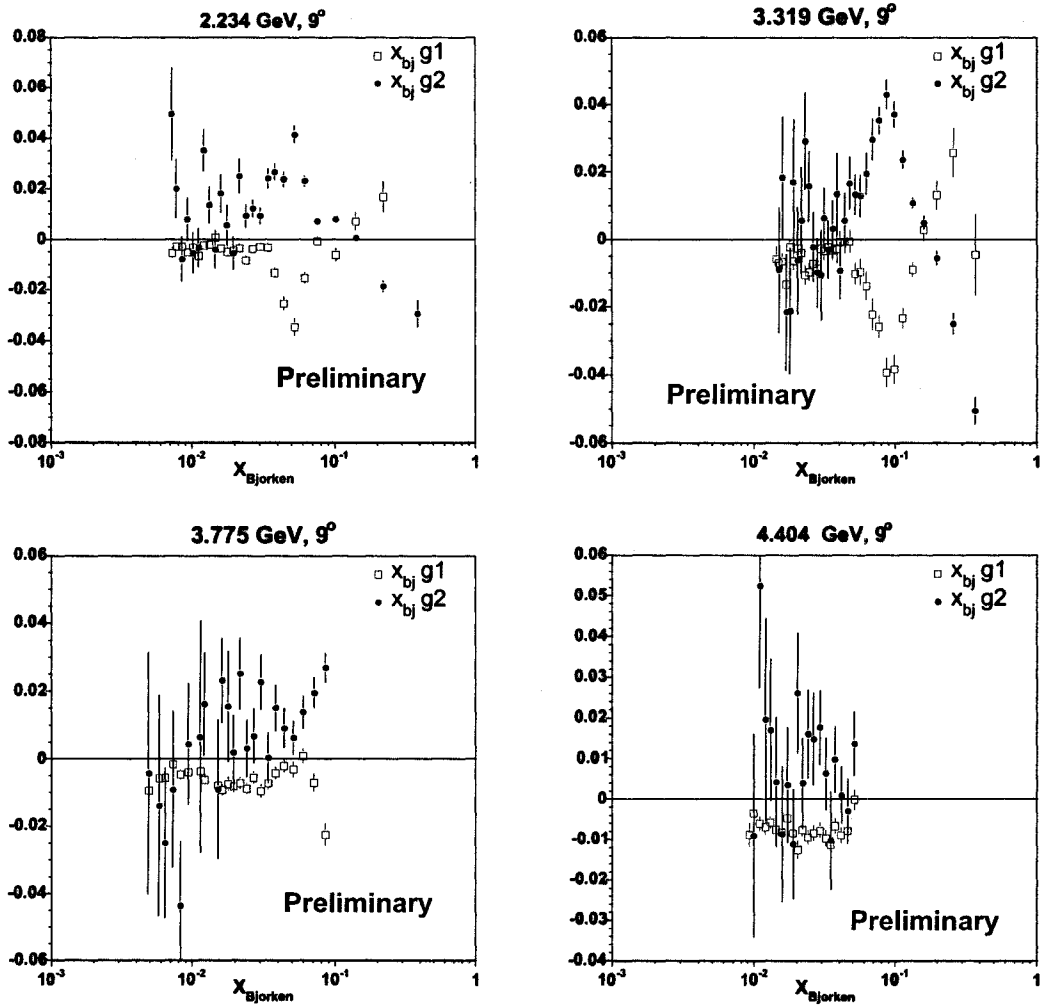 2.234 GeV, 9°
0.08
0.06
0.04
0.02
0
-0.02
-0.04
-0.06
-0.08
x_bj g1
x_bj g2
Preliminary
10^-3 10^-2 10^-1 1
X_Bjorken
3.319 GeV, 9°
0.06
0.04
0.02
0
-0.02
-0.04
-0.06
x_bj g1
x_bj g2
Preliminary
10^-3 10^-2 10^-1 1
X_Bjorken
3.775 GeV, 9°
0.06
0.04
0.02
0
-0.02
-0.04
-0.06
x_bj g1
x_bj g2
Preliminary
10^-3 10^-2 10^-1 1
X_Bjorken
4.404 GeV, 9°
0.06
0.05
0.04
0.03
0.02
0.01
0
-0.01
-0.02
-0.03
-0.04
x_bj g1
x_bj g2
Preliminary
10^-3 10^-2 10^-1 1
X_Bjorken